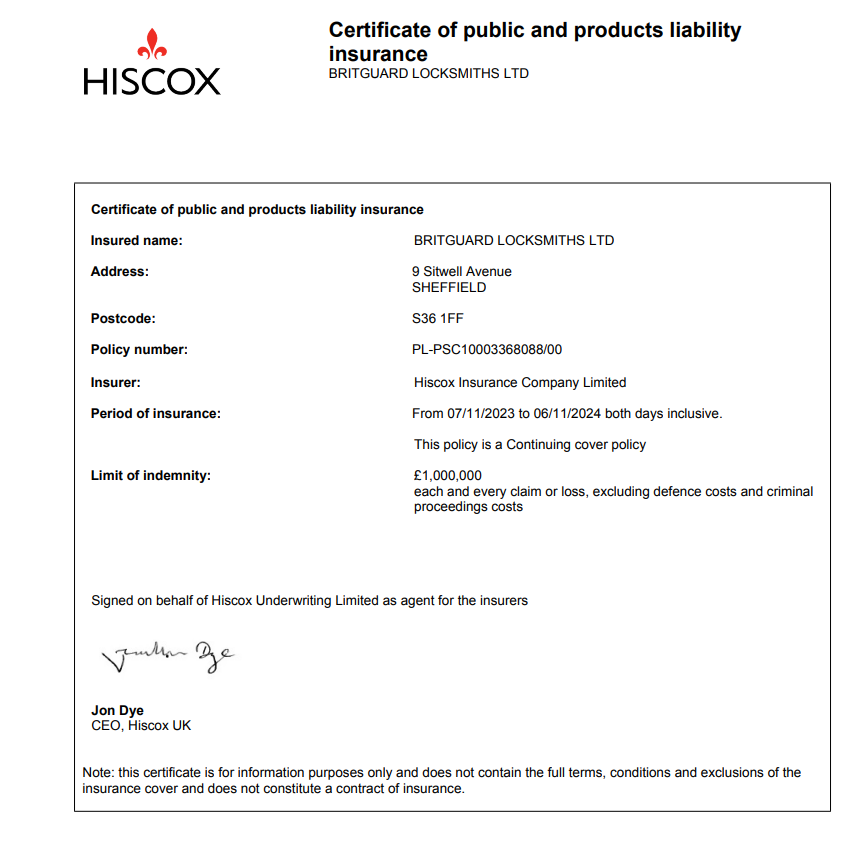 Certificate of public and products liability
insurance
BRITGUARD LOCKSMITHS LTD
HISCOX
Certificate of public and products liability insurance
Insured name: BRITGUARD LOCKSMITHS LTD
Address: 9 Sitwell Avenue
SHEFFIELD
Postcode: S36 1FF
Policy number: PL-PSC10003368088/00
Insurer: Hiscox Insurance Company Limited
Period of insurance: From 07/11/2023 to 06/11/2024 both days inclusive.
This policy is a Continuing cover policy
Limit of indemnity: £1,000,000
each and every claim or loss, excluding defence costs and criminal
proceedings costs
Signed on behalf of Hiscox Underwriting Limited as agent for the insurers
Dye
Jon Dye
CEO, Hiscox UK
Note: this certificate is for information purposes only and does not contain the full terms, conditions and exclusions of the
insurance cover and does not constitute a contract of insurance.